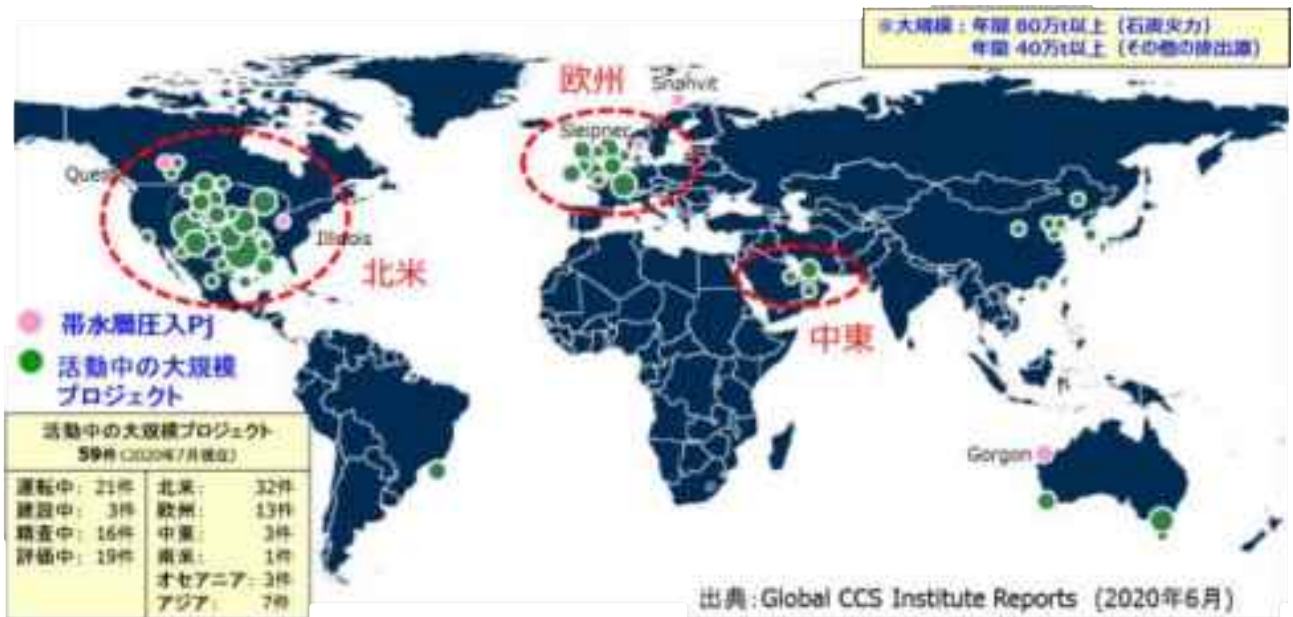 ※大規模：年間 80万t以上（石炭火力）
年間 40万t以上（その他の排出源）
欧州
Snøhvit
Sleipner
Quest
Illinois
北米
中東
帯水層圧入Pj
活動中の大規模
プロジェクト
活動中の大規模プロジェクト
59件（2020年7月現在）
運転中： 21件
建設中： 3件
精査中： 16件
評価中： 19件
北米： 32件
欧州： 13件
中東： 3件
南米： 1件
オセアニア： 3件
アジア： 7件
Gorgon
出典：Global CCS Institute Reports (2020年6月)